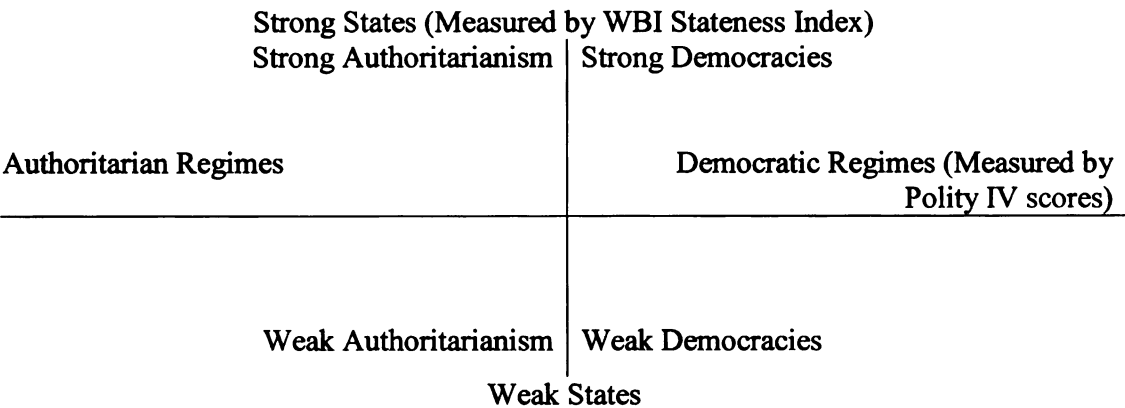 Strong States (Measured by WBI Stateness Index)
Strong Authoritarianism Strong Democracies
Authoritarian Regimes
Democratic Regimes (Measured by
Polity IV scores)
Weak Authoritarianism Weak Democracies
Weak States